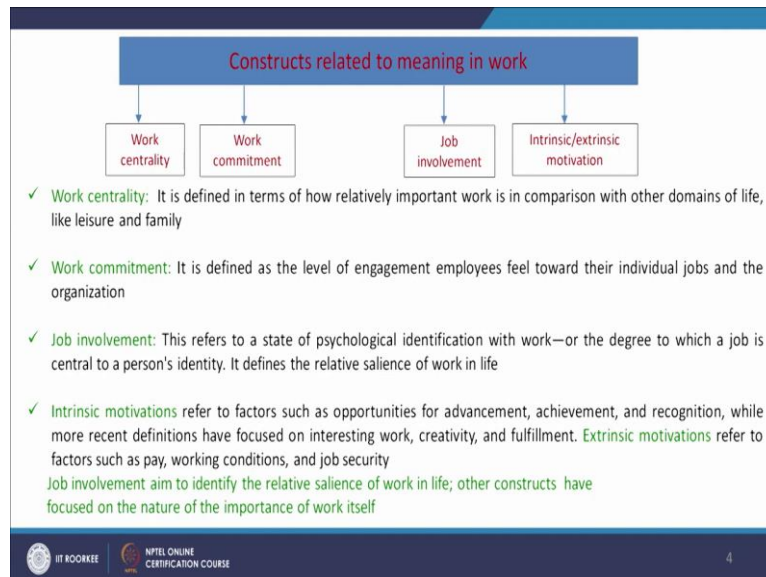 Constructs related to meaning in work
Work
centrality
Work
commitment
Job
involvement
Intrinsic/extrinsic
motivation
✓ Work centrality: It is defined in terms of how relatively important work is in comparison with other domains of life,
like leisure and family
✓ Work commitment: It is defined as the level of engagement employees feel toward their individual jobs and the
organization
✓ Job involvement: This refers to a state of psychological identification with work—or the degree to which a job is
central to a person's identity. It defines the relative salience of work in life
✓ Intrinsic motivations refer to factors such as opportunities for advancement, achievement, and recognition, while
more recent definitions have focused on interesting work, creativity, and fulfillment. Extrinsic motivations refer to
factors such as pay, working conditions, and job security
Job involvement aim to identify the relative salience of work in life; other constructs have
focused on the nature of the importance of work itself
IIT ROORKEE
NPTEL ONLINE
CERTIFICATION COURSE
4